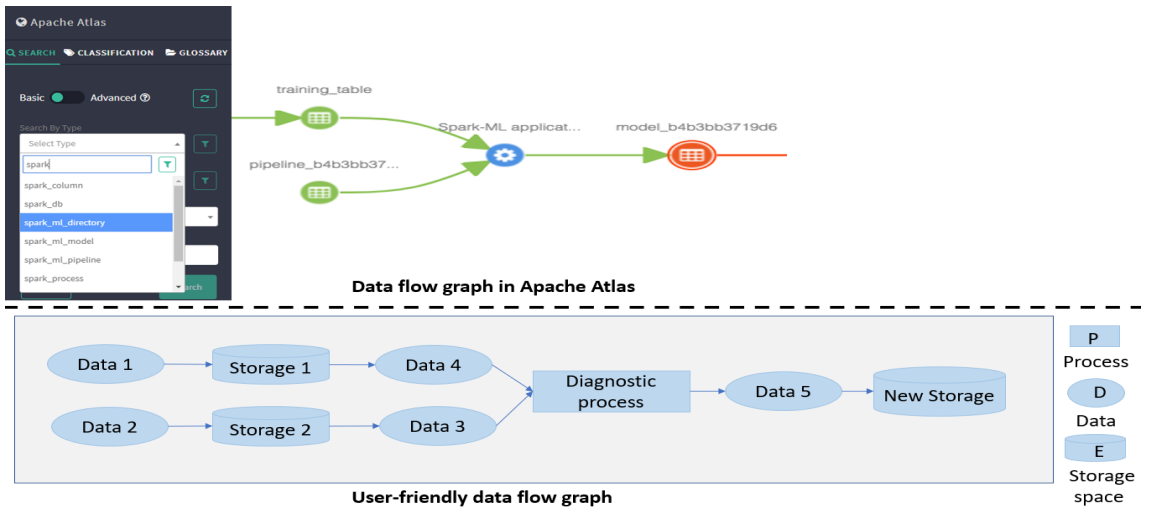 Apache Atlas
SEARCH CLASSIFICATION GLOSSARY
Basic Advanced
Search By Type
Select Type
spark
spark_column
spark_db
spark_ml_directory
spark_ml_model
spark_ml_pipeline
spark_process
arch
training_table
pipeline_b4b3bb37...
Spark-ML applicat...
model_b4b3bb3719d6
Data flow graph in Apache Atlas
Data 1
Storage 1
Data 4
Data 2
Storage 2
Data 3
Diagnostic
process
Data 5
New Storage
P
Process
D
Data
E
Storage
space
User-friendly data flow graph